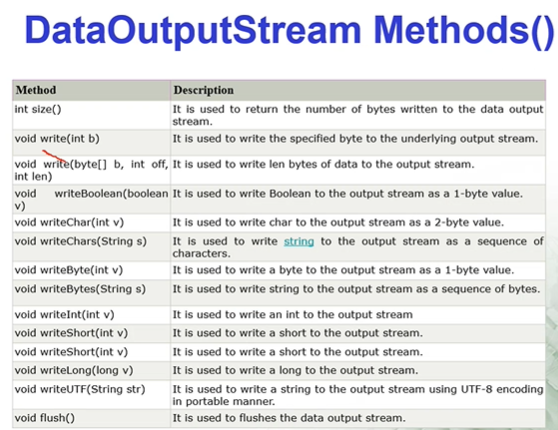 DataOutputStream Methods()
Method Description
int size() It is used to return the number of bytes written to the data output
stream.
void write(int b) It is used to write the specified byte to the underlying output stream.
void write(byte[] b, int off, It is used to write len bytes of data to the output stream.
int len)
void writeBoolean(boolean It is used to write Boolean to the output stream as a 1-byte value.
v)
void writeChar(int v) It is used to write char to the output stream as a 2-byte value.
void writeChars(String s) It is used to write string to the output stream as a sequence of
characters.
void writeByte(int v) It is used to write a byte to the output stream as a 1-byte value.
void writeBytes(String s) It is used to write string to the output stream as a sequence of bytes.
void writeInt(int v) It is used to write an int to the output stream
void writeShort(int v) It is used to write a short to the output stream.
void writeShort(int v) It is used to write a short to the output stream.
void writeLong(long v) It is used to write a long to the output stream.
void writeUTF(String str) It is used to write a string to the output stream using UTF-8 encoding
in portable manner.
void flush() It is used to flushes the data output stream.